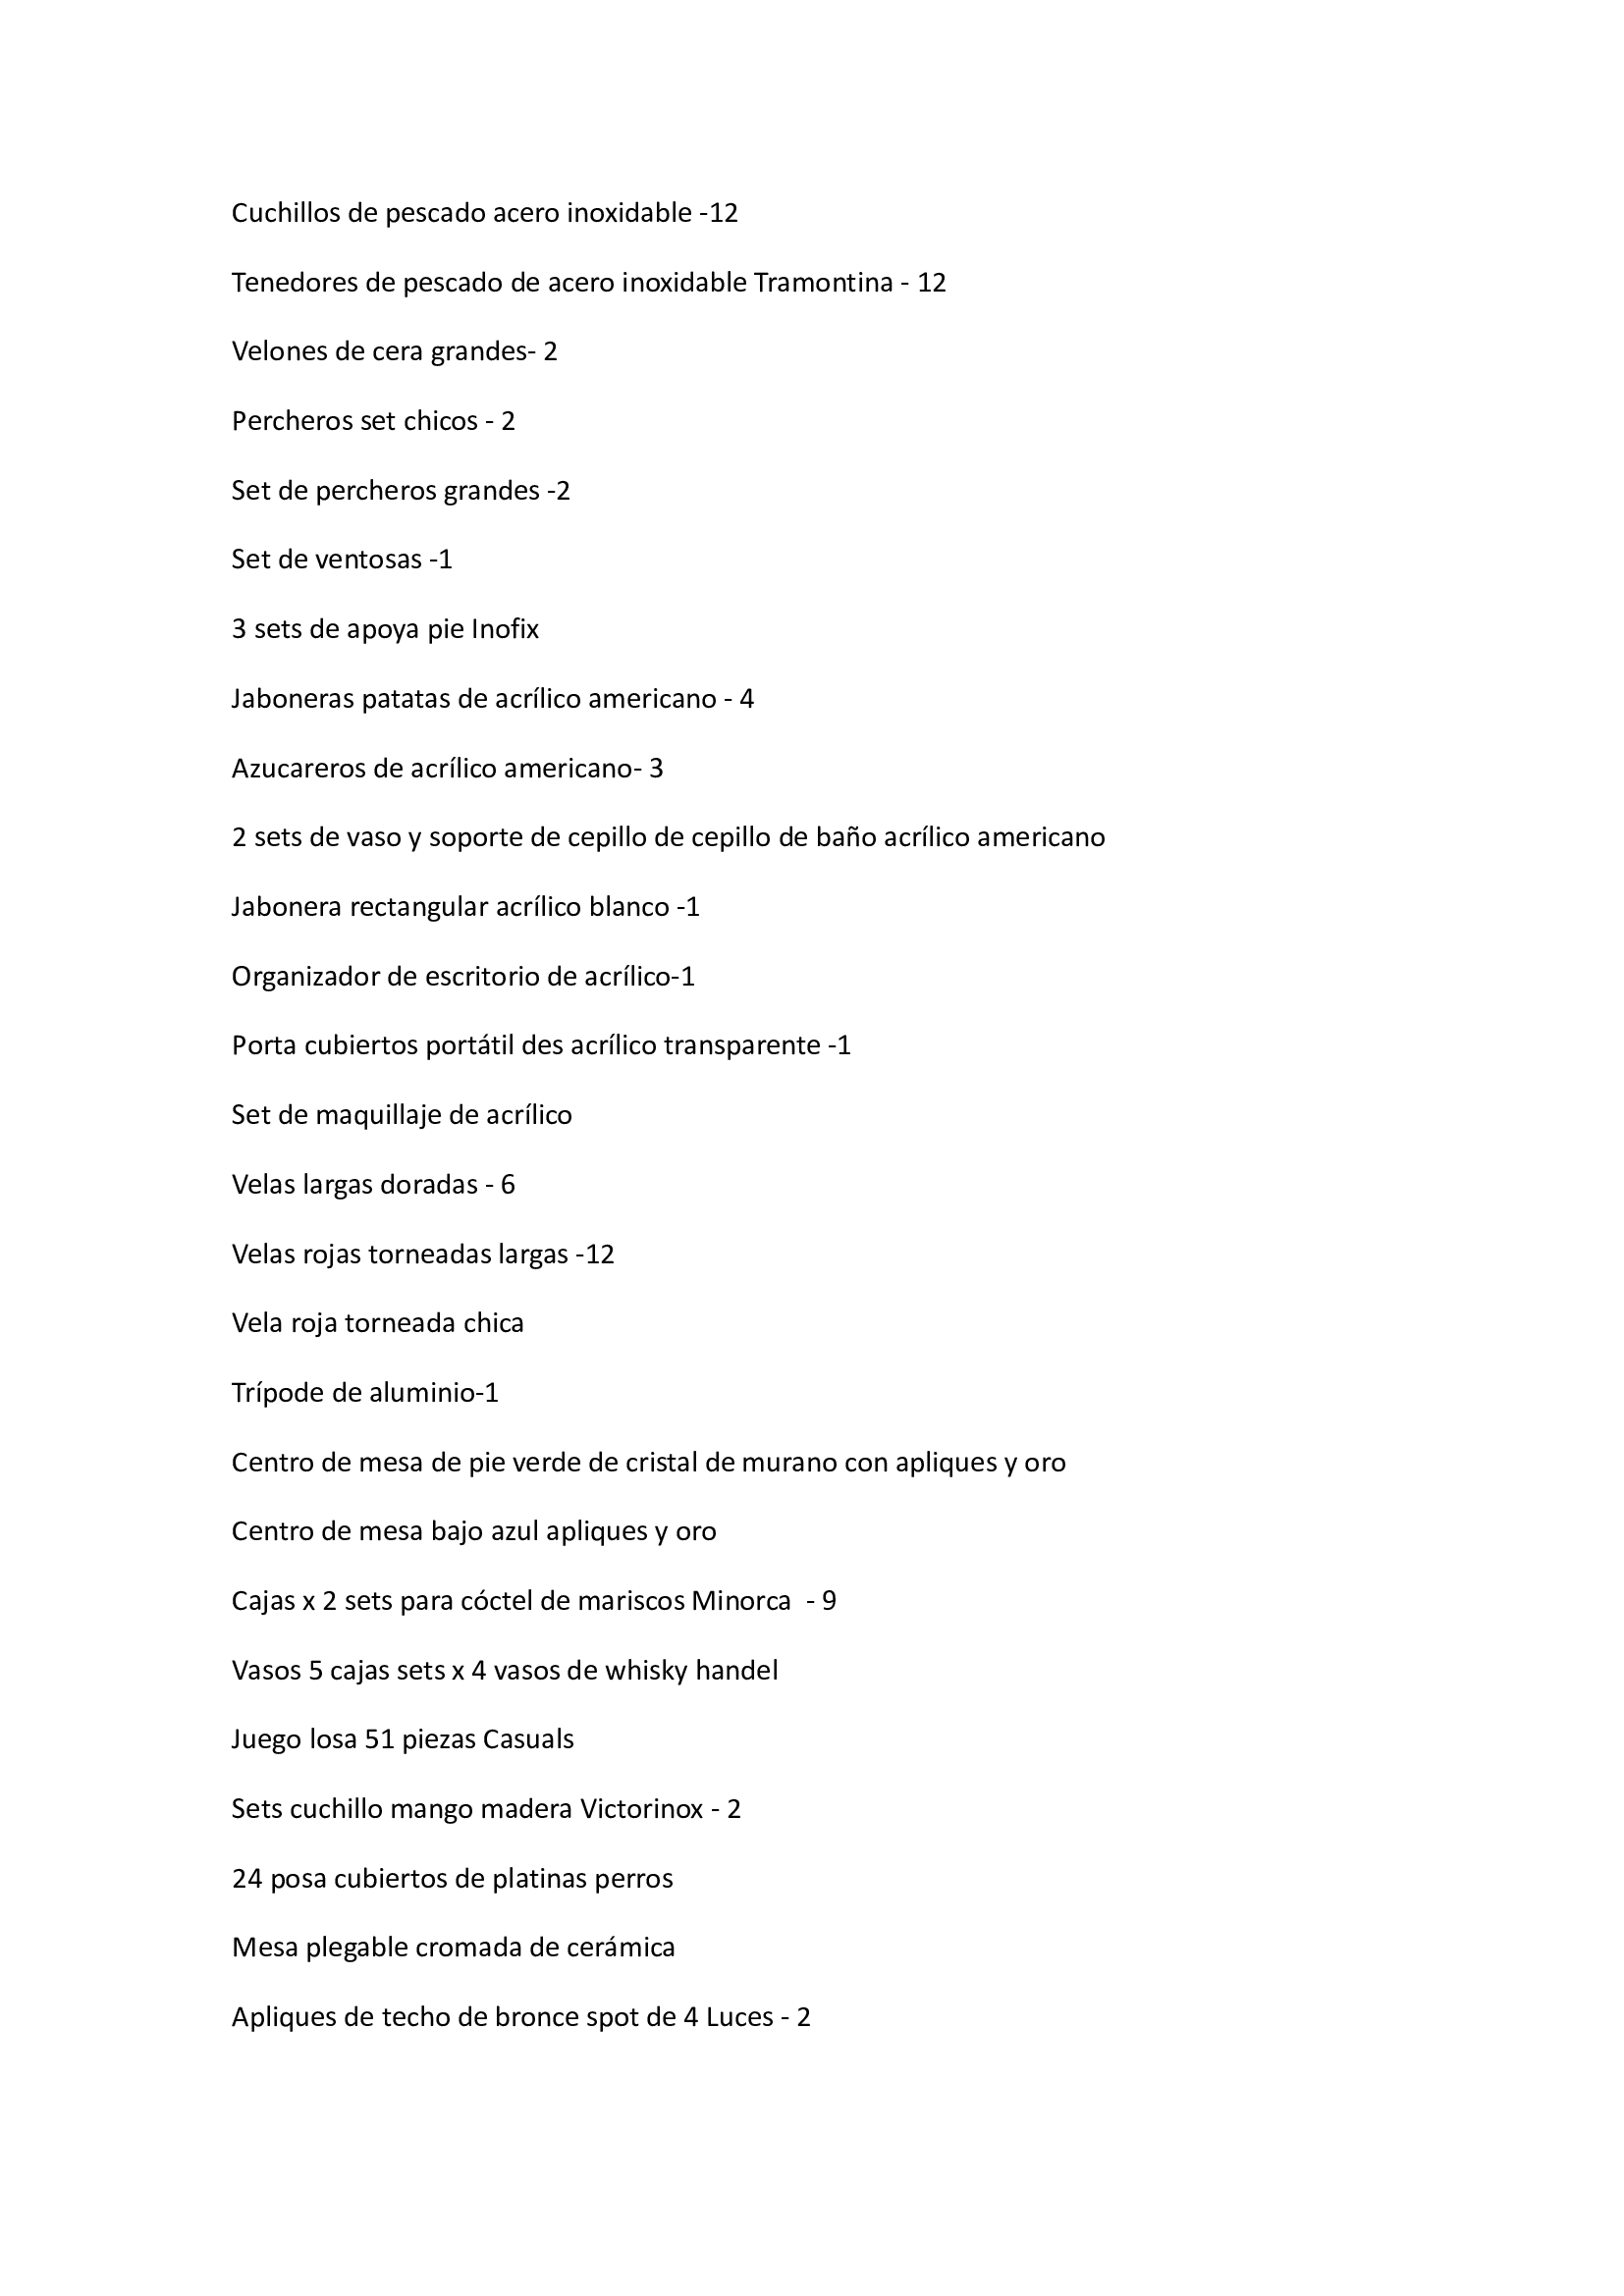 Cuchillos de pescado acero inoxidable -12
Tenedores de pescado de acero inoxidable Tramontina - 12
Velones de cera grandes- 2
Percheros set chicos - 2
Set de percheros grandes -2
Set de ventosas -1
3 sets de apoya pie Inofix
Jaboneras patatas de acrílico americano - 4
Azucareros de acrílico americano- 3
2 sets de vaso y soporte de cepillo de cepillo de baño acrílico americano
Jabonera rectangular acrílico blanco -1
Organizador de escritorio de acrílico-1
Porta cubiertos portátil des acrílico transparente -1
Set de maquillaje de acrílico
Velas largas doradas - 6
Velas rojas torneadas largas -12
Vela roja torneada chica
Trípode de aluminio-1
Centro de mesa de pie verde de cristal de murano con apliques y oro
Centro de mesa bajo azul apliques y oro
Cajas x 2 sets para cóctel de mariscos Minorca  - 9
Vasos 5 cajas sets x 4 vasos de whisky handel
Juego losa 51 piezas Casuals
Sets cuchillo mango madera Victorinox - 2
24 posa cubiertos de platinas perros
Mesa plegable cromada de cerámica
Apliques de techo de bronce spot de 4 Luces - 2